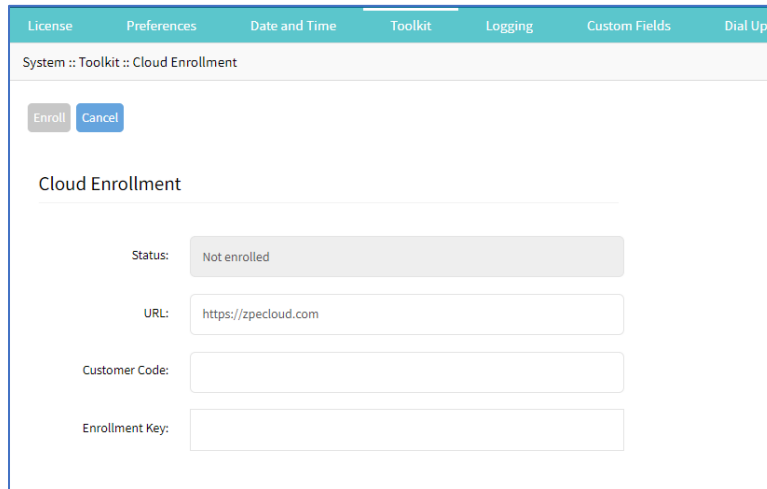 License Preferences Date and Time Toolkit Logging Custom Fields Dial Up
System :: Toolkit :: Cloud Enrollment
Enroll Cancel
Cloud Enrollment
Status: Not enrolled
URL: https://zpecloud.com
Customer Code:
Enrollment Key: